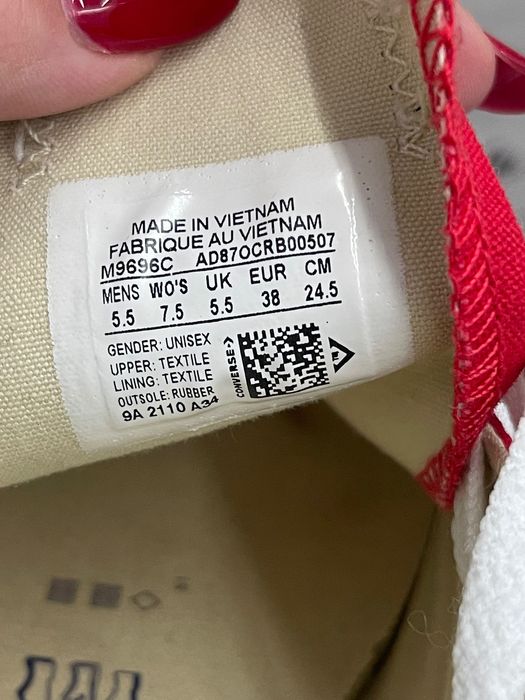 MADE IN VIETNAM
FABRIQUE AU VIETNAM
M9696C AD87OCRB00507
MENS WO'S UK EUR CM
5.5 7.5 5.5 38 24.5
GENDER: UNISEX
UPPER: TEXTILE
LINING: TEXTILE
OUTSOLE: RUBBER
9A 2110 A34
CONVERSE>